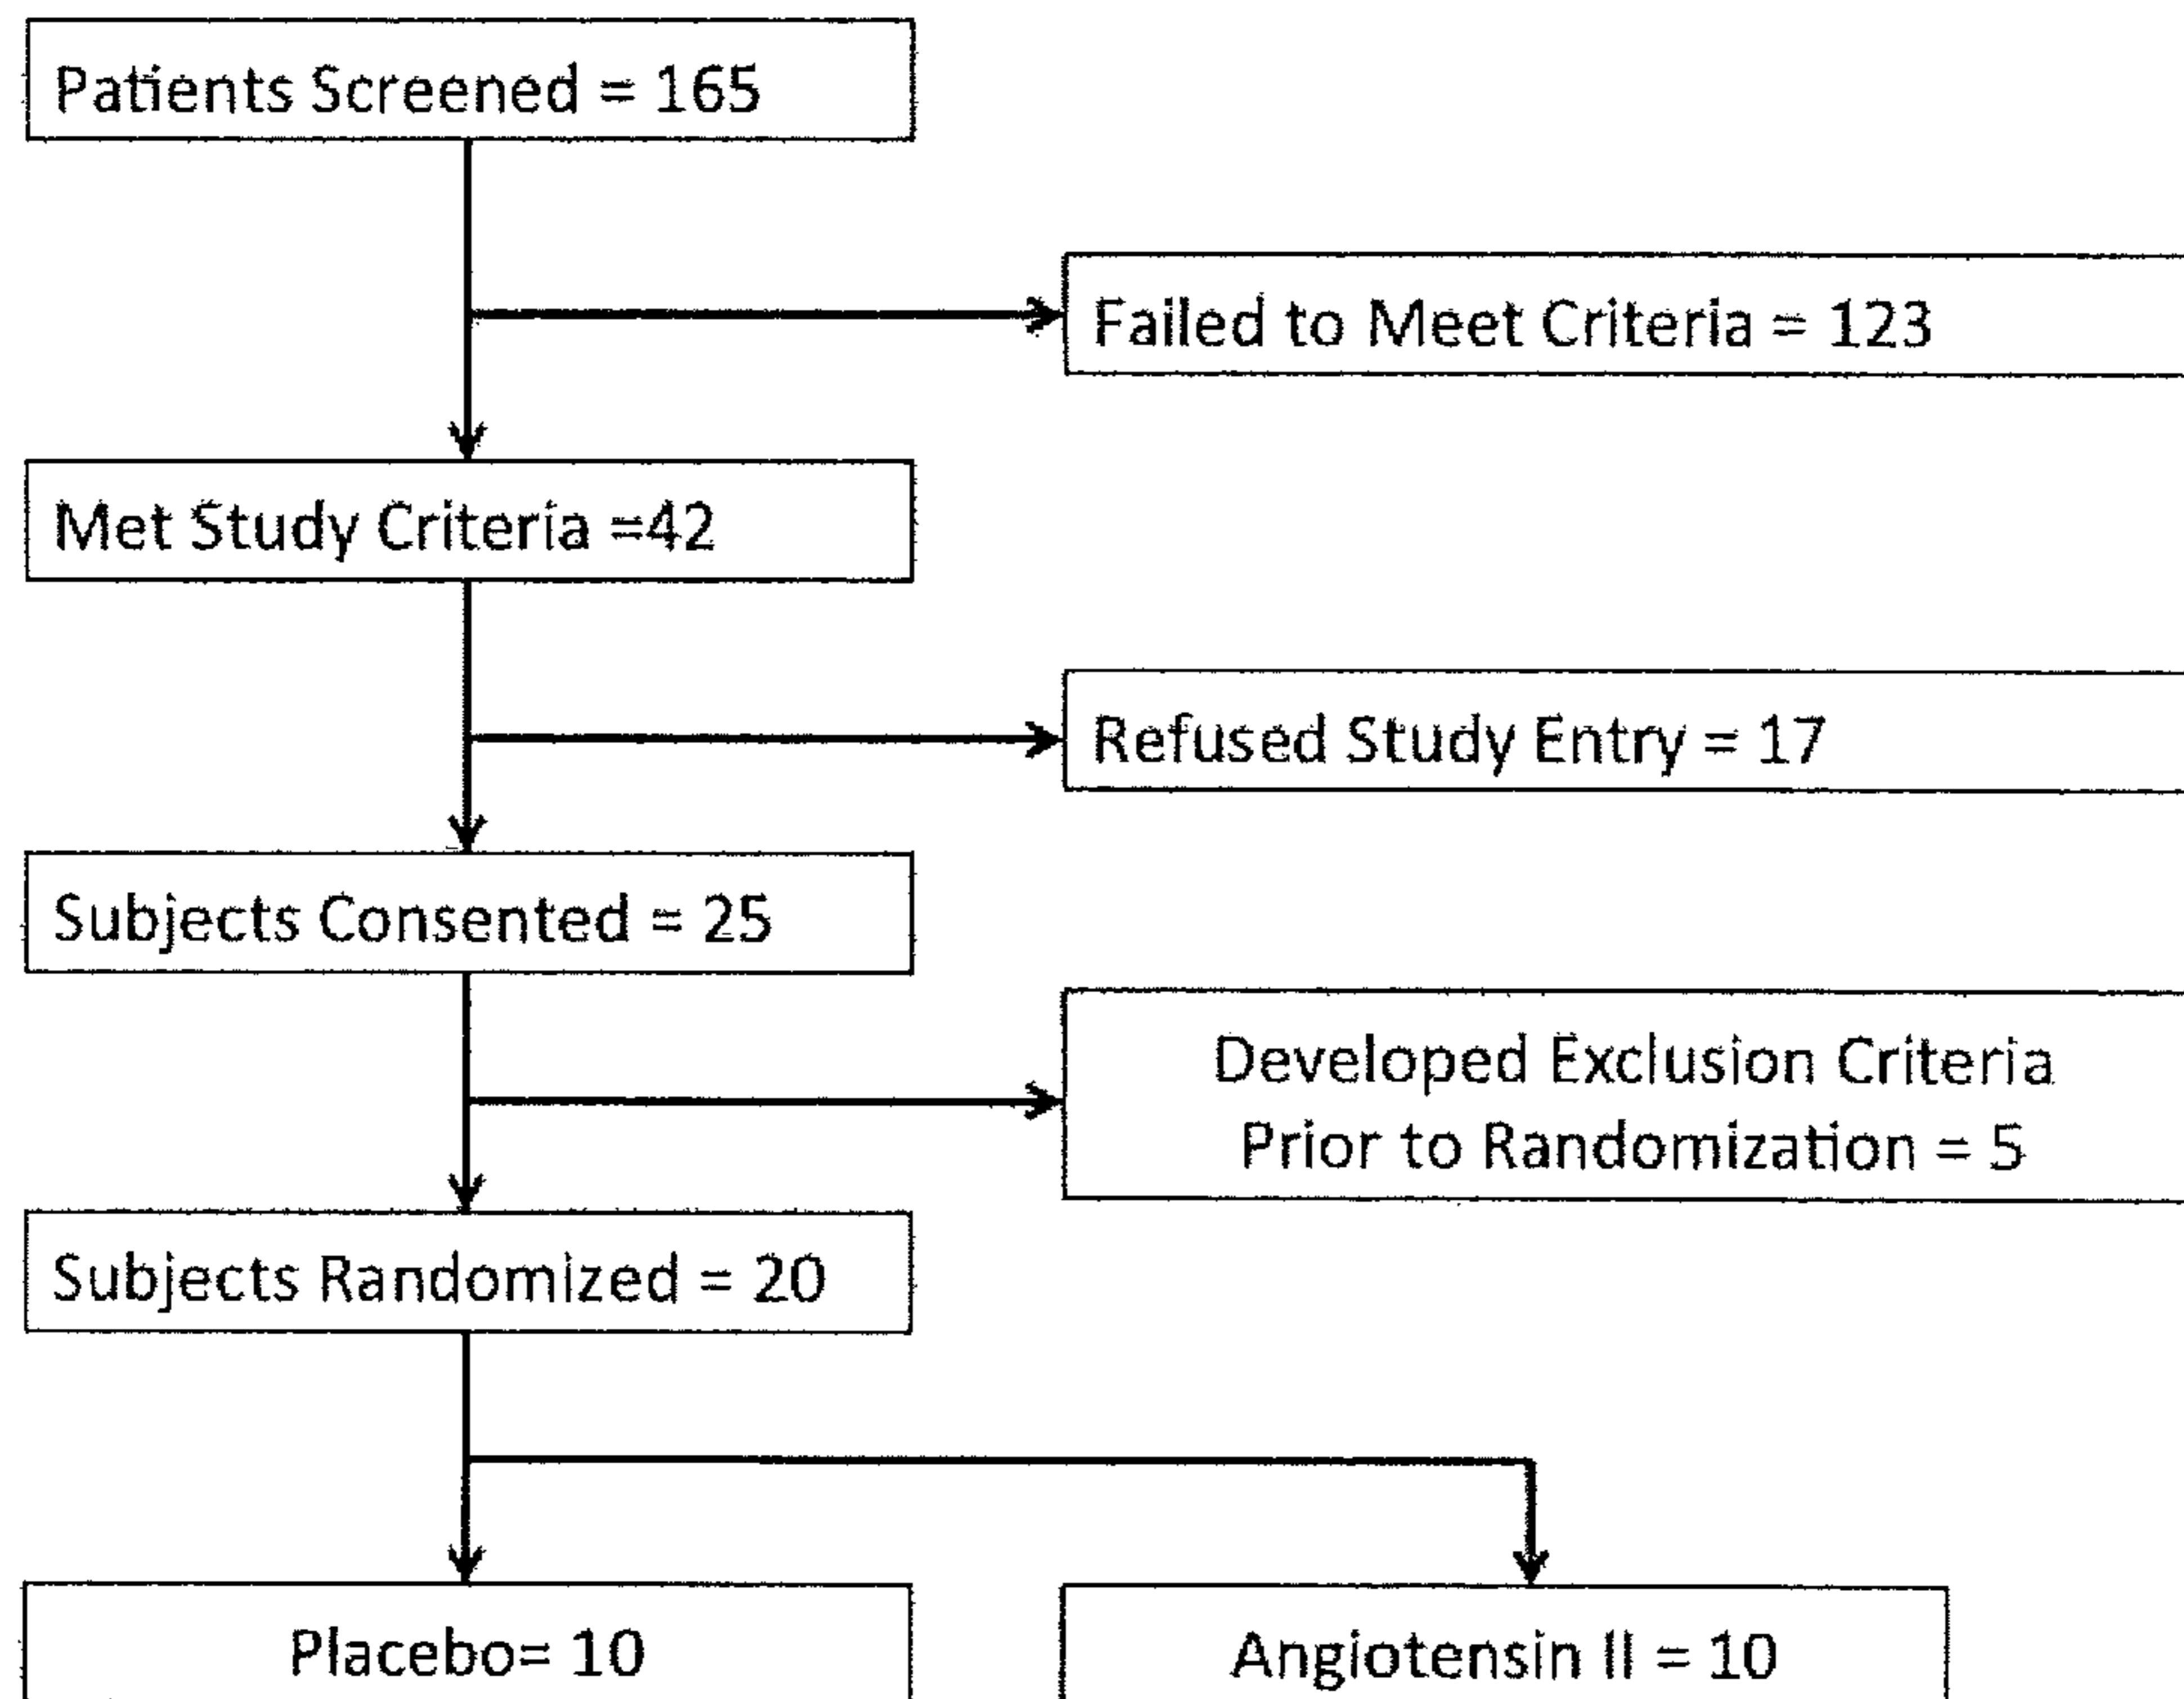 Patients Screened = 165
Failed to Meet Criteria = 123
Met Study Criteria =42
Refused Study Entry = 17
Subjects Consented = 25
Developed Exclusion Criteria
Prior to Randomization = 5
Subjects Randomized = 20
Placebo= 10
Angiotensin II = 10